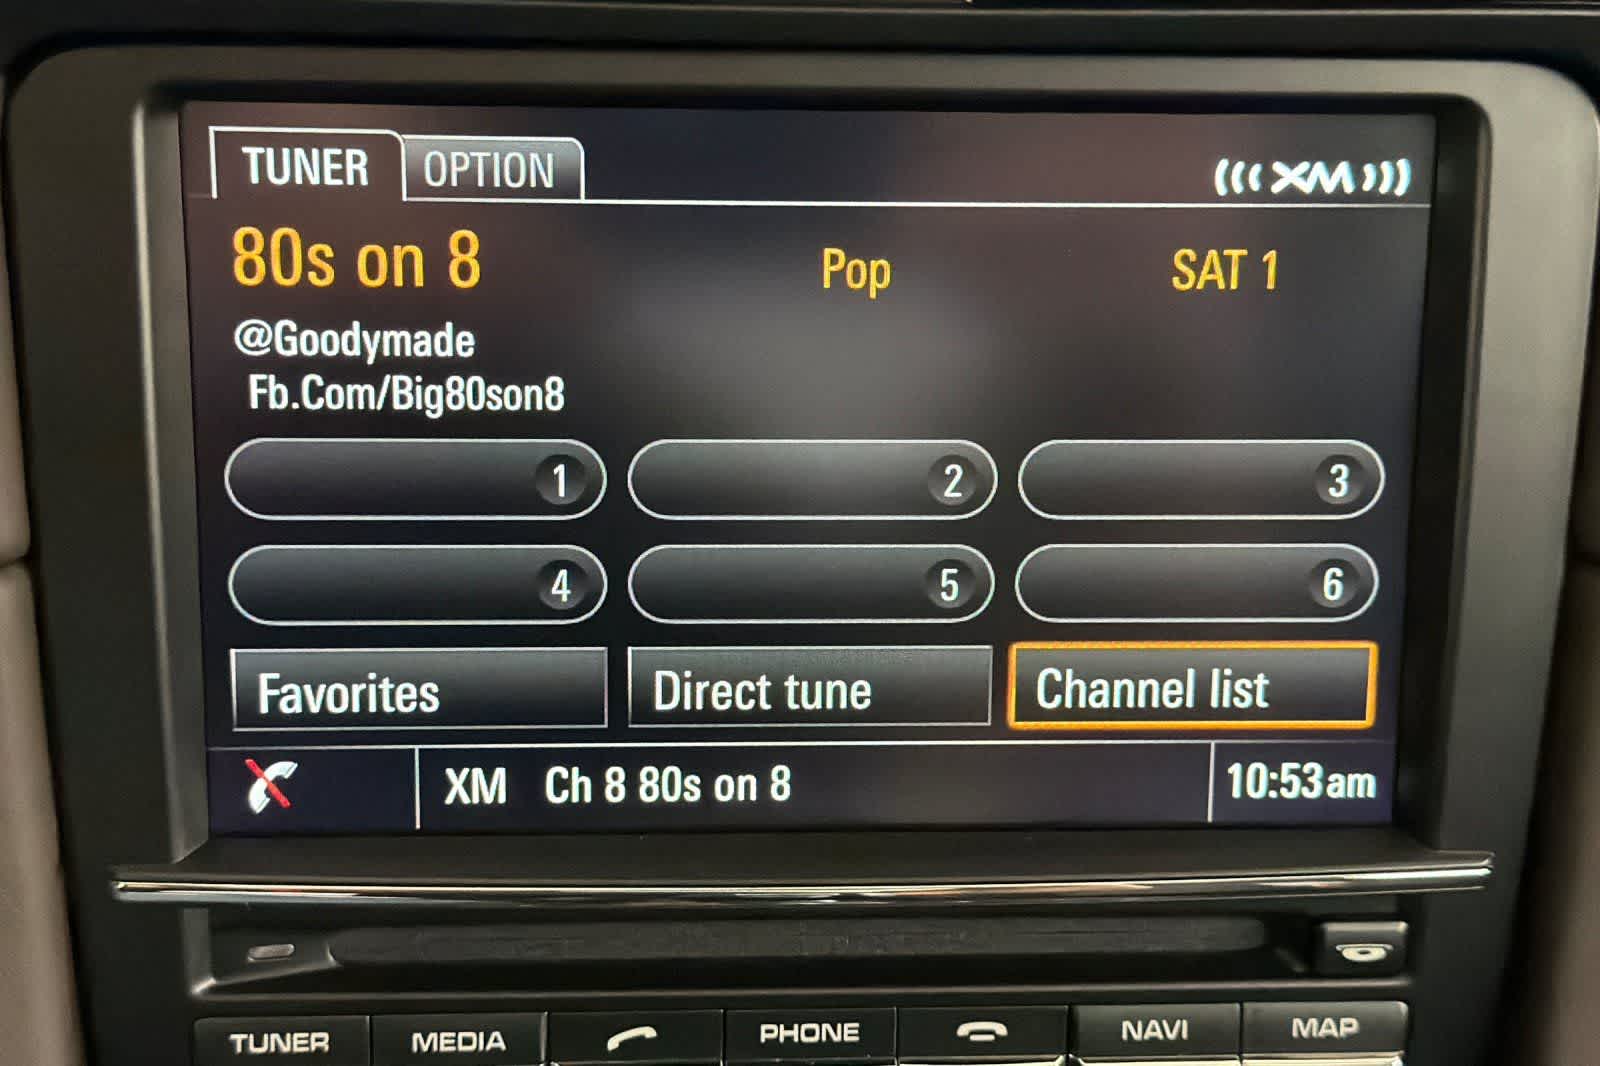 TUNER OPTION
(((XM)))
80s on 8 Pop SAT 1
@Goodymade
Fb.Com/Big80son8
1 2 3
4 5 6
Favorites Direct tune Channel list
XM Ch 8 80s on 8 10:53am
TUNER MEDIA PHONE NAVI MAP